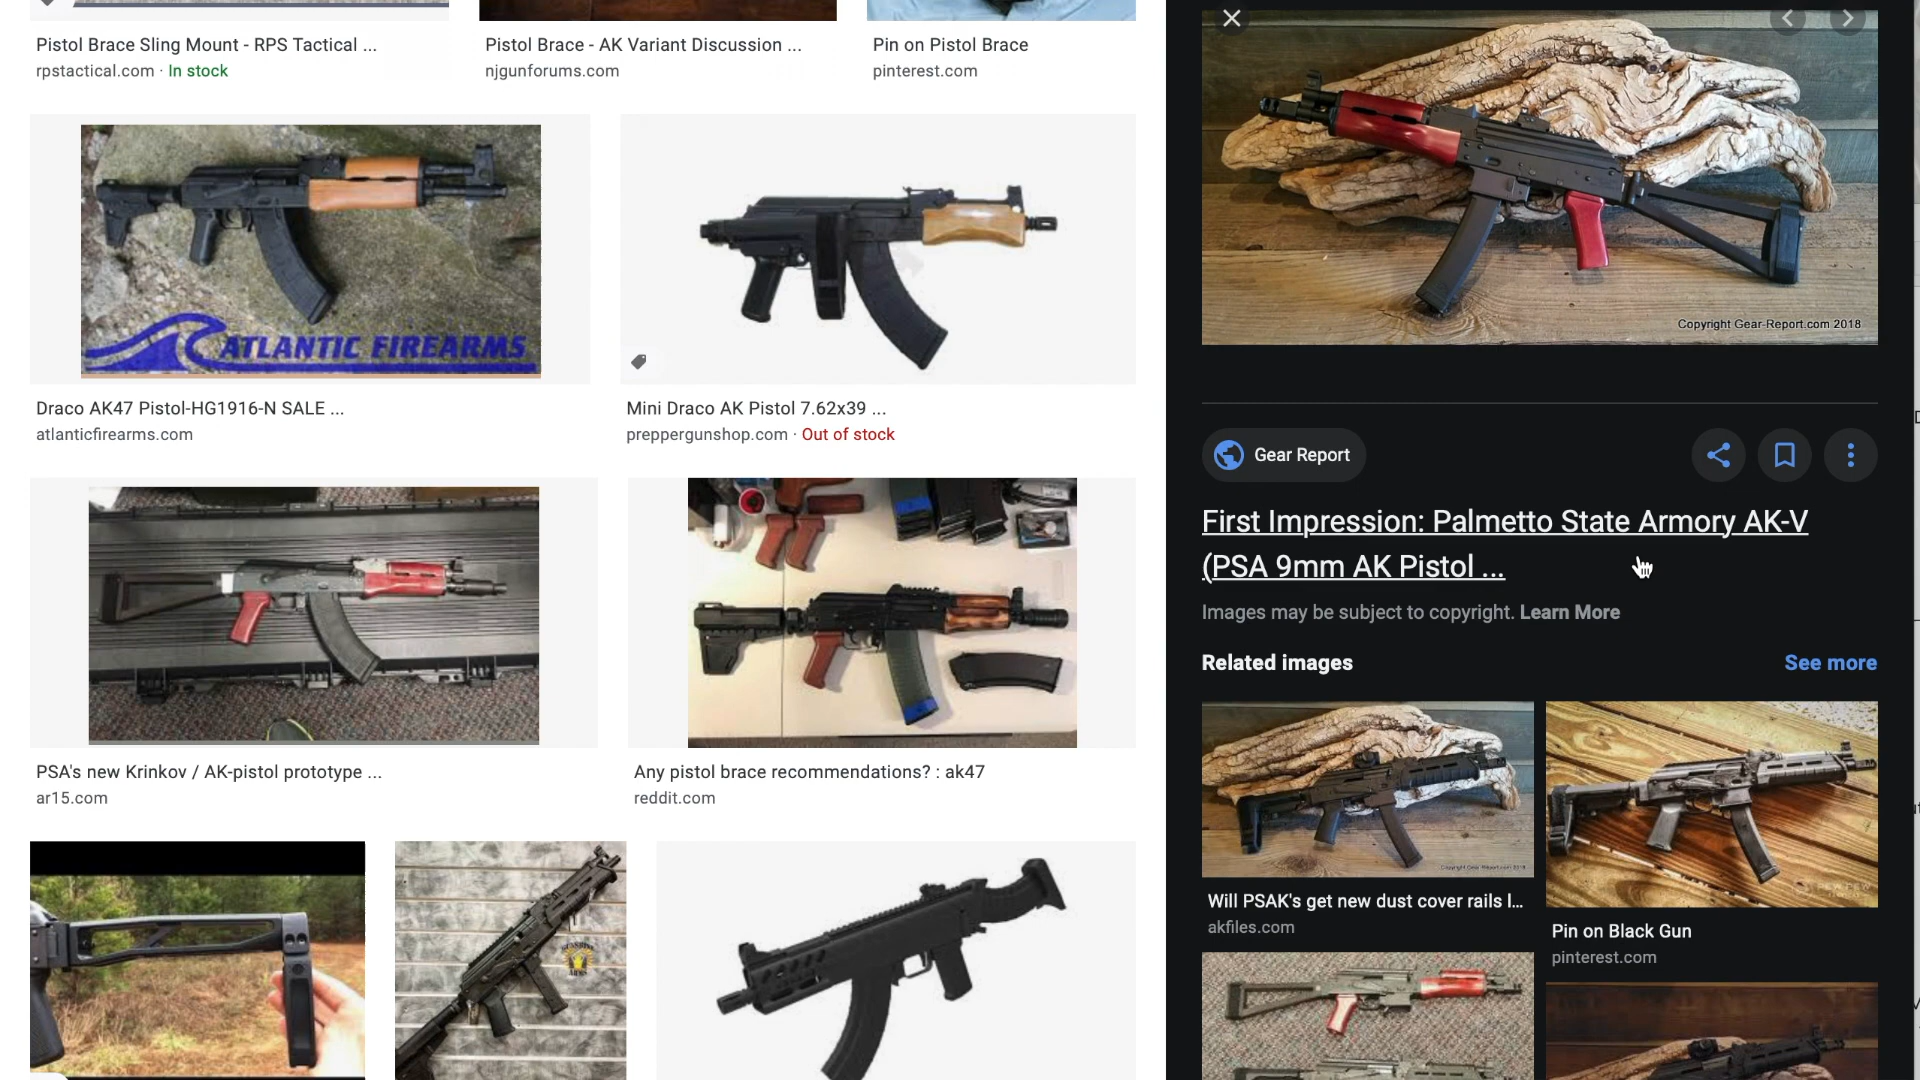 Pistol Brace Sling Mount - RPS Tactical ...
rpstactical.com · In stock
Pistol Brace - AK Variant Discussion ...
njgunforums.com
Pin on Pistol Brace
pinterest.com
ATLANTIC FIREARMS
Draco AK47 Pistol-HG1916-N SALE ...
atlanticfirearms.com
Mini Draco AK Pistol 7.62x39 ...
preppergunshop.com · Out of stock
PSA's new Krinkov / AK-pistol prototype ...
ar15.com
Any pistol brace recommendations? : ak47
reddit.com
Copyright Gear-Report.com 2018
Gear Report
First Impression: Palmetto State Armory AK-V
(PSA 9mm AK Pistol ...
Images may be subject to copyright. Learn More
Related images
See more
Copyright Gear-Report.com 2018
Will PSAK's get new dust cover rails l...
akfiles.com
Pin on Black Gun
pinterest.com